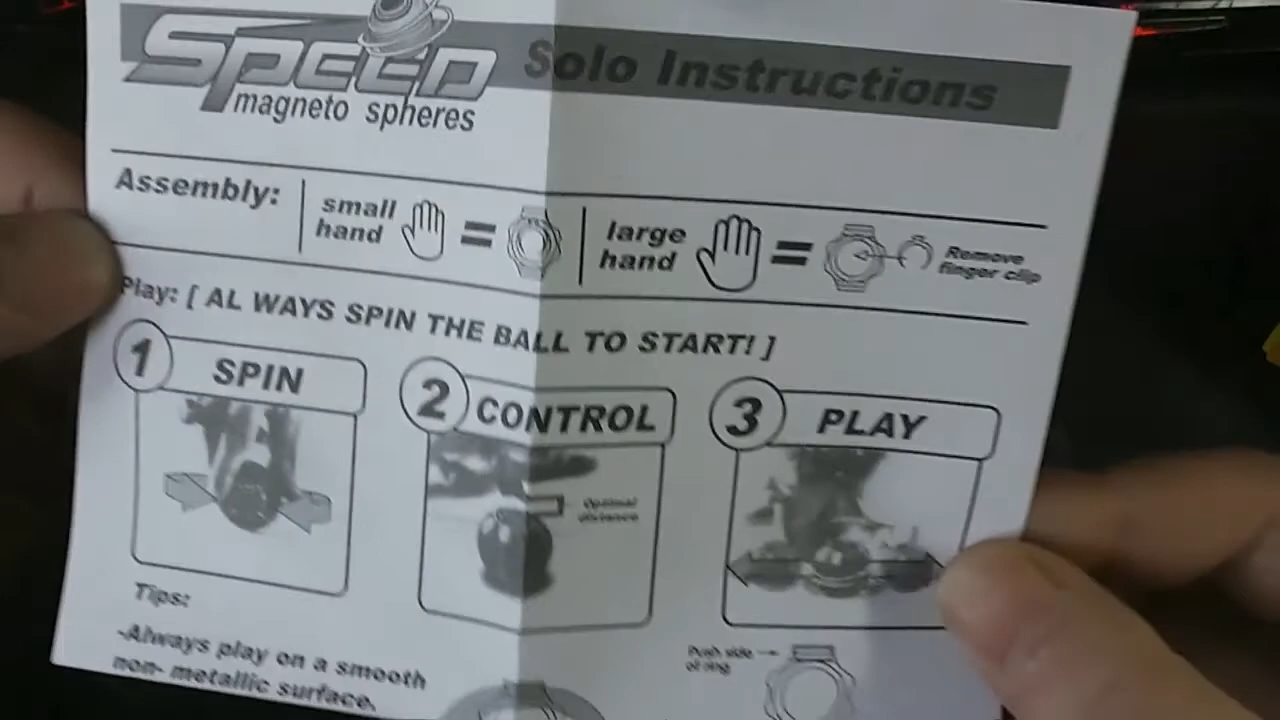 SPEED
magneto spheres
Solo Instructions
Assembly:
small
hand
=
large
hand
=
Remove
finger clip
Play: [ AL WAYS SPIN THE BALL TO START! ]
1 SPIN
2 CONTROL
3 PLAY
Optimal
distance
Tips:
-Always play on a smooth
non- metallic surface.
Push side
of ring